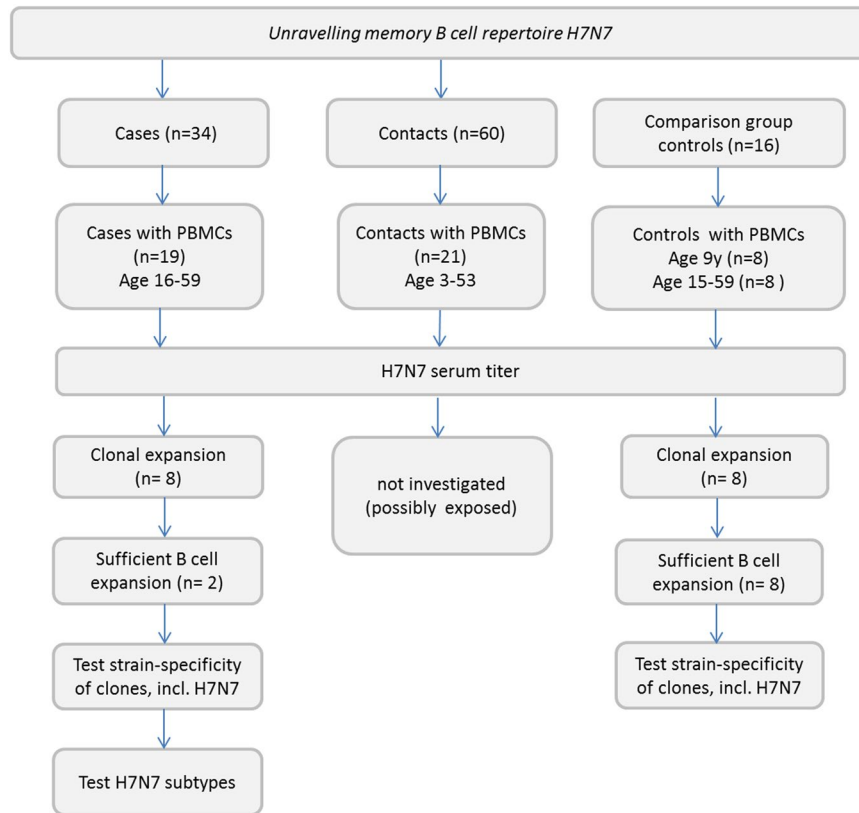 Unravelling memory B cell repertoire H7N7
Cases (n=34)
Contacts (n=60)
Comparison group
controls (n=16)
Cases with PBMCs
(n=19)
Age 16-59
Contacts with PBMCs
(n=21)
Age 3-53
Controls with PBMCs
Age 9y (n=8)
Age 15-59 (n=8 )
H7N7 serum titer
Clonal expansion
(n= 8)
not investigated
(possibly exposed)
Clonal expansion
(n= 8)
Sufficient B cell
expansion (n= 2)
Sufficient B cell
expansion (n= 8)
Test strain-specificity
of clones, incl. H7N7
Test strain-specificity
of clones, incl. H7N7
Test H7N7 subtypes